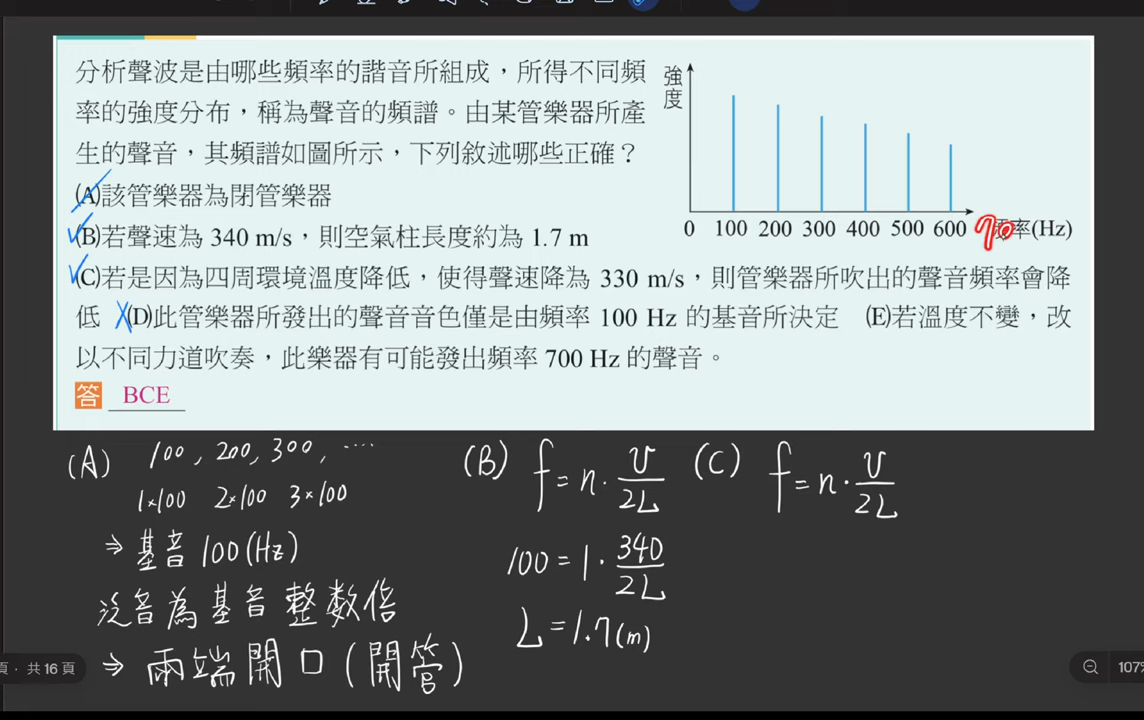 分析聲波是由哪些頻率的諧音所組成，所得不同頻
率的強度分布，稱為聲音的頻譜。由某管樂器所產
生的聲音，其頻譜如圖所示，下列敘述哪些正確？
(A)該管樂器為閉管樂器
(B)若聲速為 340 m/s，則空氣柱長度約為 1.7 m
(C)若是因為四周環境溫度降低，使得聲速降為 330 m/s，則管樂器所吹出的聲音頻率會降
低 (D)此管樂器所發出的聲音音色僅是由頻率 100 Hz 的基音所決定 (E)若溫度不變，改
以不同力道吹奏，此樂器有可能發出頻率 700 Hz 的聲音。
答 BCE
強度
0 100 200 300 400 500 600 率(Hz)
70
(A) 100 , 200 , 300 , ....
1×100 2×100 3×100
⇒ 基音 100 (Hz)
泛音為基音整数倍
⇒ 兩端開口 (開管)
(B) f = n · v/2L
100 = 1 · 340/2L
L = 1.7 (m)
(C) f = n · v/2L
頁 · 共 16 頁
107%